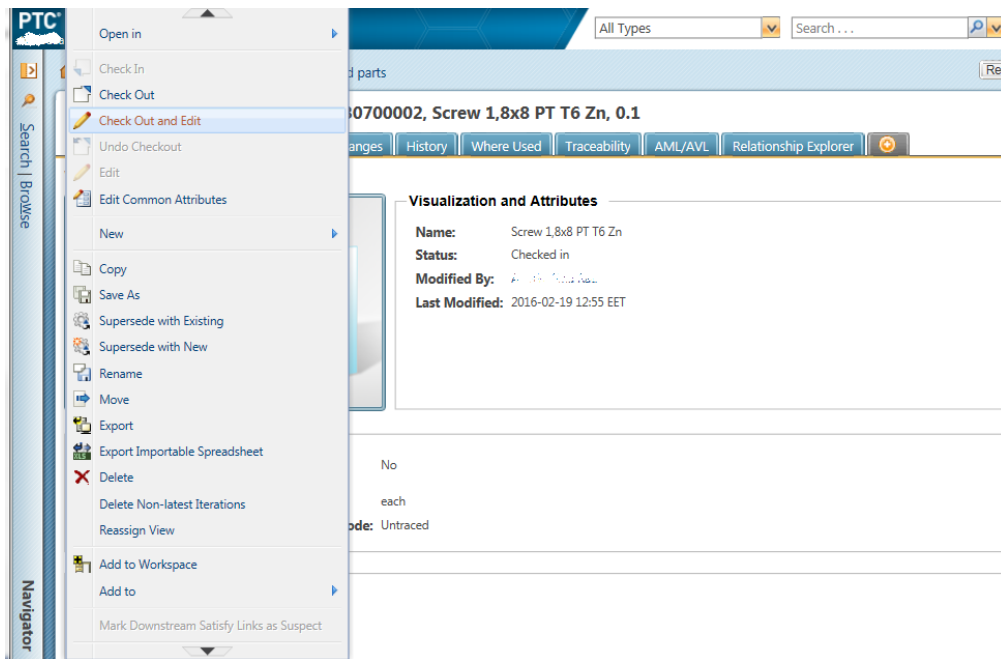 PTC®
All Types
Search . . .
Search | Browse
Navigator
Open in
Check In
Check Out
Check Out and Edit
Undo Checkout
Edit
Edit Common Attributes
New
Copy
Save As
Supersede with Existing
Supersede with New
Rename
Move
Export
Export Importable Spreadsheet
Delete
Delete Non-latest Iterations
Reassign View
Add to Workspace
Add to
Mark Downstream Satisfy Links as Suspect
d parts
Re
30700002, Screw 1,8x8 PT T6 Zn, 0.1
anges
History
Where Used
Traceability
AML/AVL
Relationship Explorer
Visualization and Attributes
Name: Screw 1,8x8 PT T6 Zn
Status: Checked in
Modified By:
Last Modified: 2016-02-19 12:55 EET
No
each
ode: Untraced